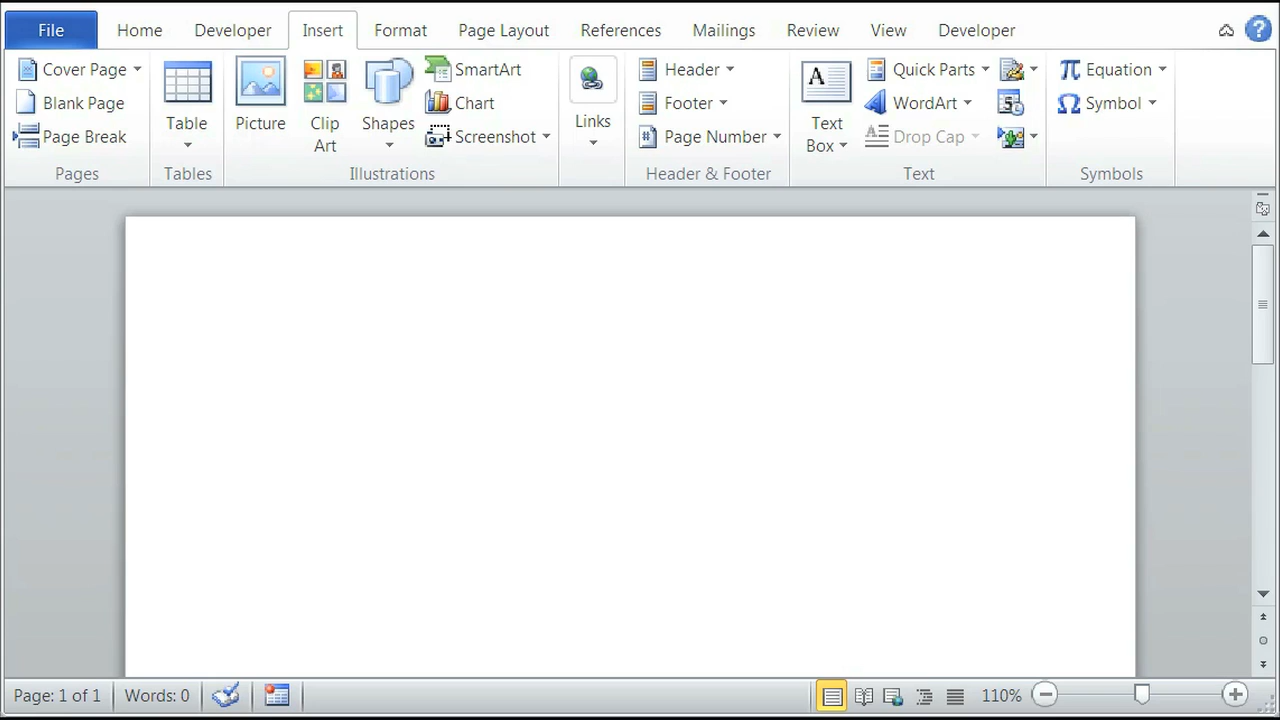 File Home Developer Insert Format Page Layout References Mailings Review View Developer
Cover Page SmartArt Header Quick Parts Equation
Blank Page Chart Footer WordArt Symbol
Table Picture Clip Art Shapes Links Text Box
Page Break Screenshot Page Number Drop Cap
Pages Tables Illustrations Header & Footer Text Symbols
Page: 1 of 1 Words: 0 110%